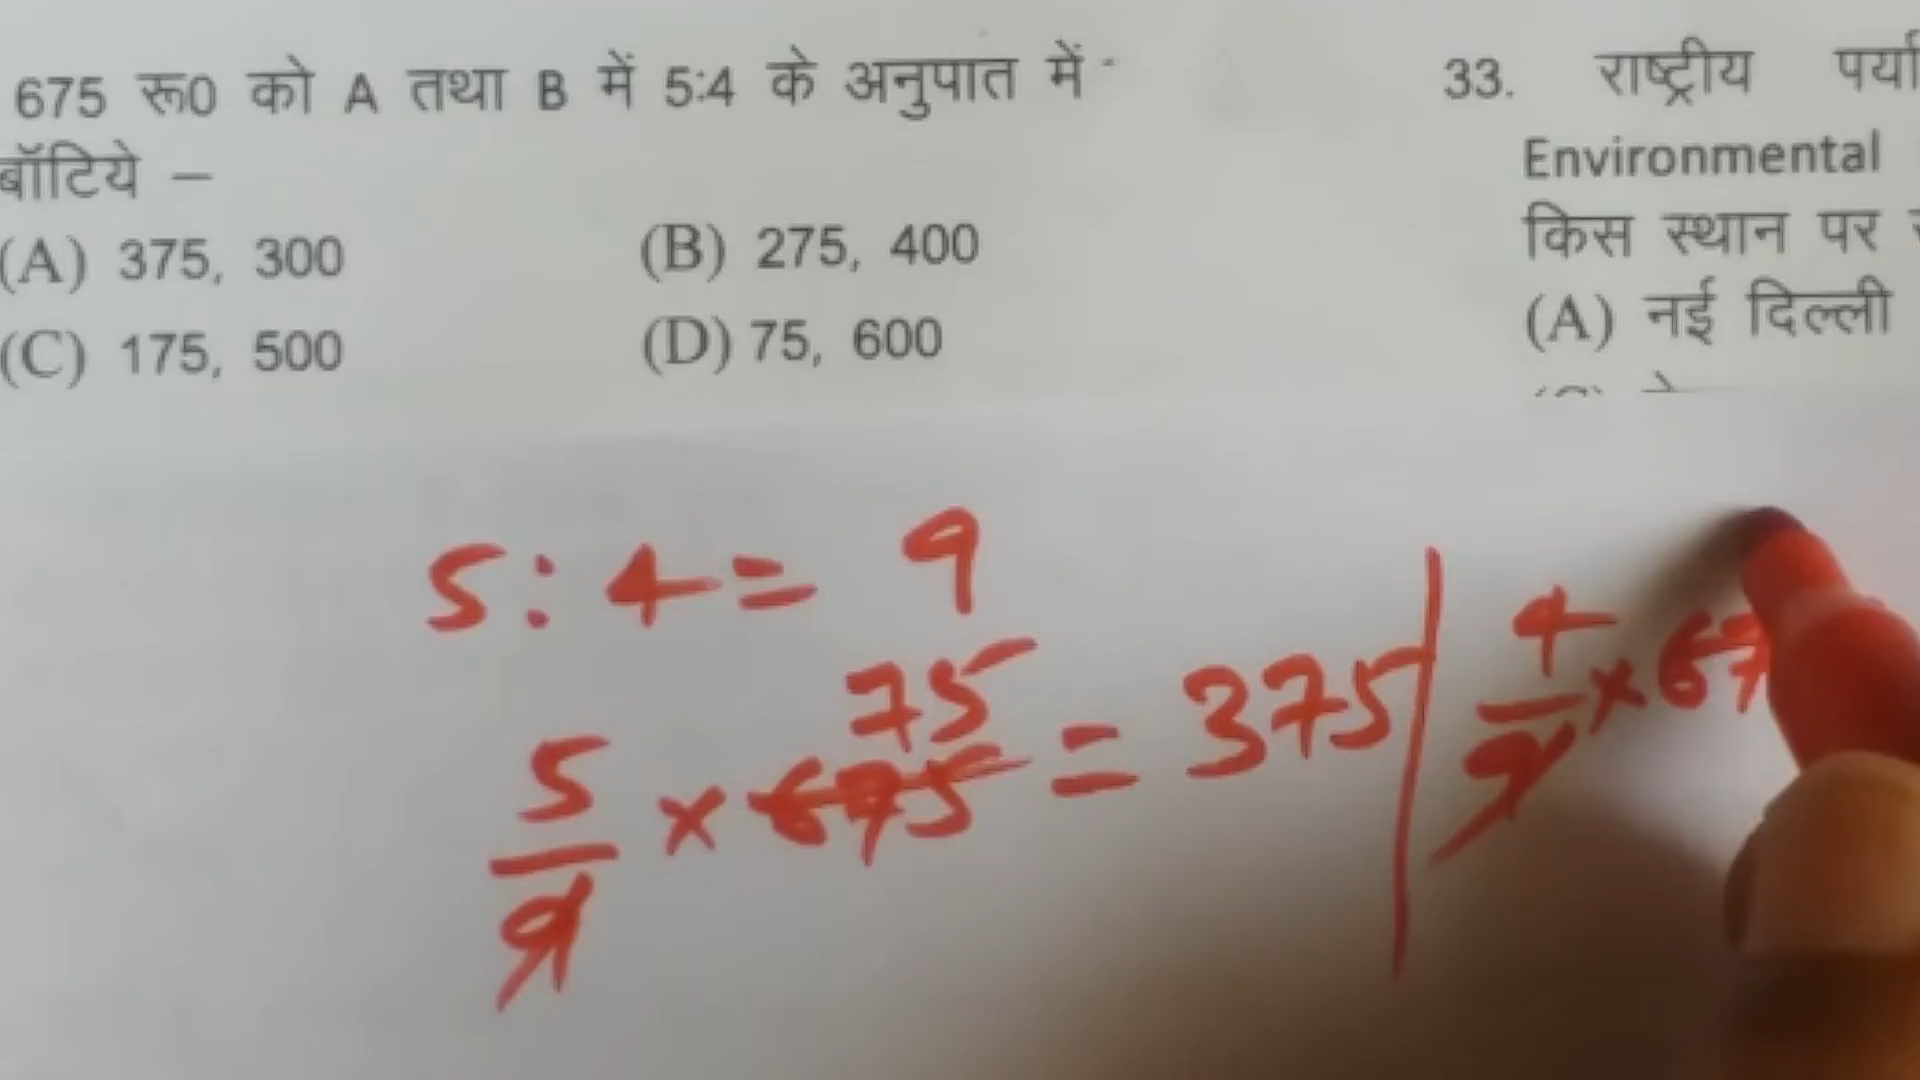 675 रू0 को A तथा B में 5:4 के अनुपात में
बॉटिये –
(A) 375, 300
(B) 275, 400
(C) 175, 500
(D) 75, 600
33. राष्ट्रीय
Environmental
किस स्थान पर
(A) नई दिल्ली
5:4= 9
75
5/9 × 675 = 375
4/9 × 67